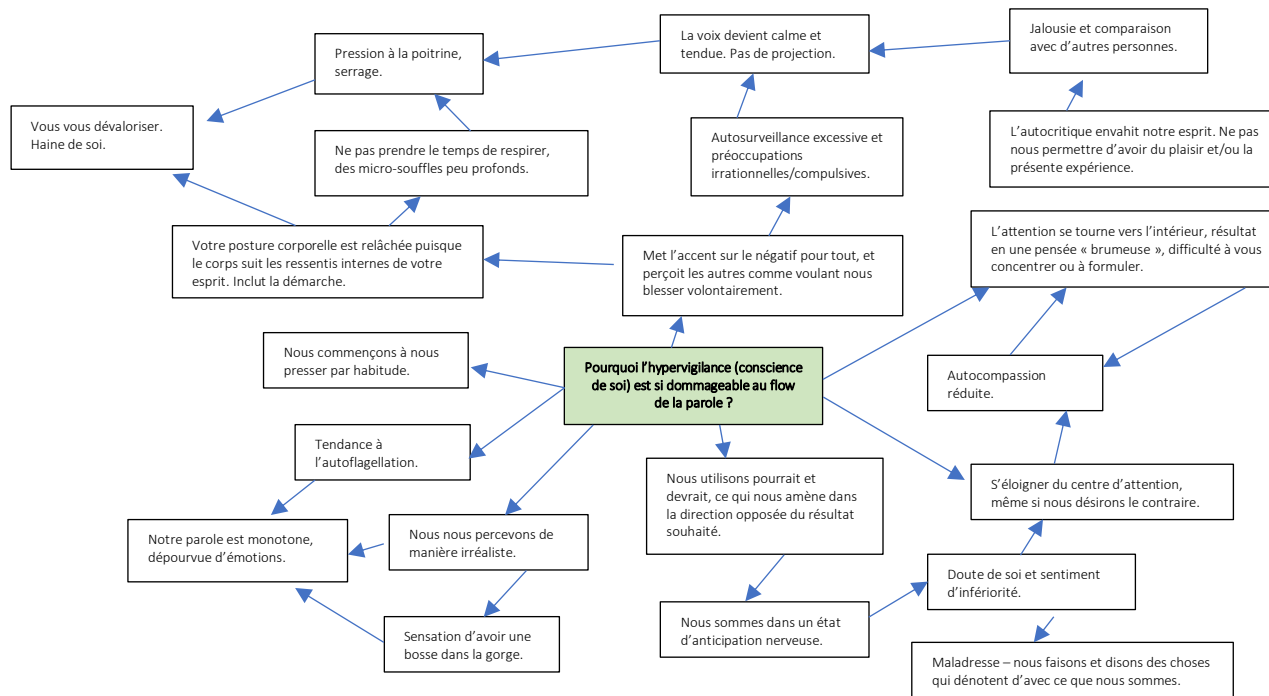 Pression à la poitrine,
serrage.
La voix devient calme et
tendue. Pas de projection.
Jalousie et comparaison
avec d'autres personnes.
Vous vous dévaloriser.
Haine de soi.
Ne pas prendre le temps de respirer,
des micro-souffles peu profonds.
Autosurveillance excessive et
préoccupations
irrationnelles/compulsives.
L'autocritique envahit notre esprit. Ne pas
nous permettre d'avoir du plaisir et/ou la
présente expérience.
Votre posture corporelle est relâchée puisque
le corps suit les ressentis internes de votre
esprit. Inclut la démarche.
Met l'accent sur le négatif pour tout, et
perçoit les autres comme voulant nous
blesser volontairement.
L'attention se tourne vers l'intérieur, résultat
en une pensée « brumeuse », difficulté à vous
concentrer ou à formuler.
Nous commençons à nous
presser par habitude.
Pourquoi l'hypervigilance (conscience
de soi) est si dommageable au flow
de la parole ?
Autocompassion
réduite.
Tendance à
l'autoflagellation.
Nous utilisons pourrait et
devrait, ce qui nous amène dans
la direction opposée du résultat
souhaité.
S'éloigner du centre d'attention,
même si nous désirons le contraire.
Notre parole est monotone,
dépourvue d'émotions.
Nous nous percevons de
manière irréaliste.
Doute de soi et sentiment
d'infériorité.
Sensation d'avoir une
bosse dans la gorge.
Nous sommes dans un état
d'anticipation nerveuse.
Maladresse – nous faisons et disons des choses
qui dénotent d'avec ce que nous sommes.